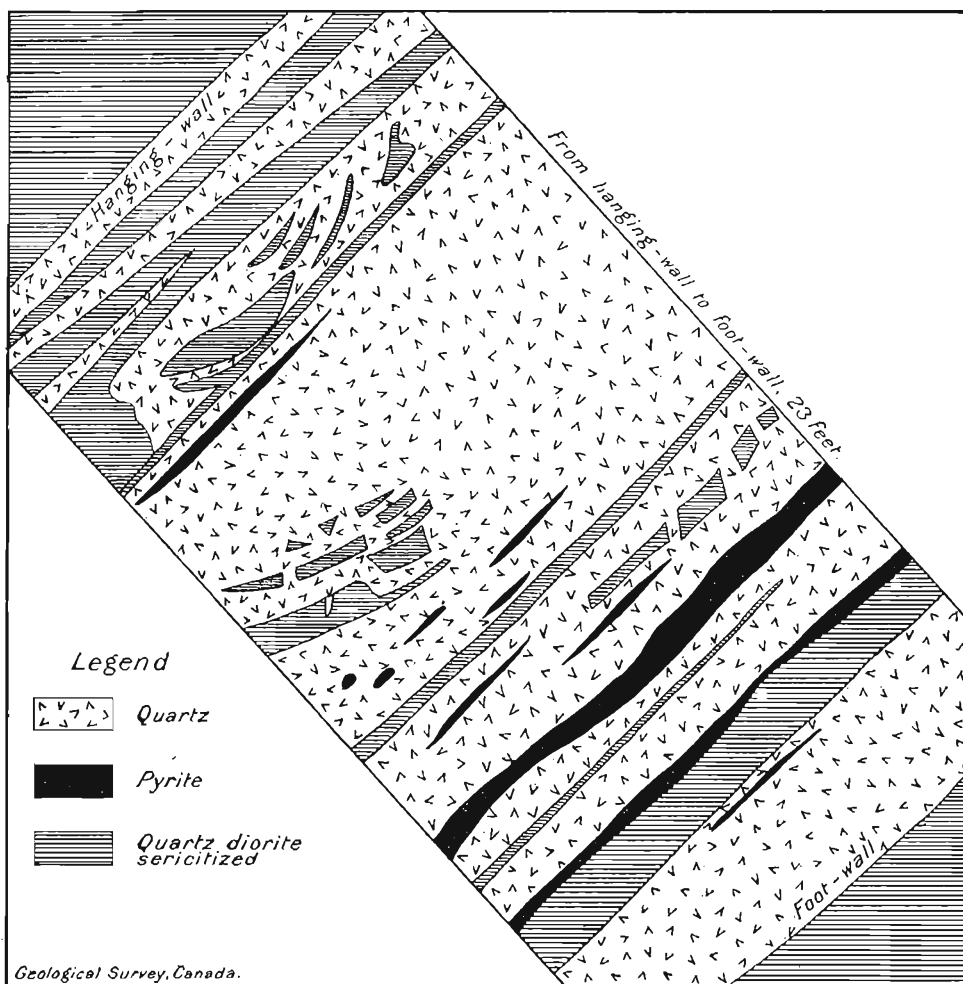 Hanging-wall
From hanging-wall to foot-wall, 23 feet.
Legend
Quartz
Pyrite
Quartz diorite
sericitized
Foot-wall
Geological Survey, Canada.